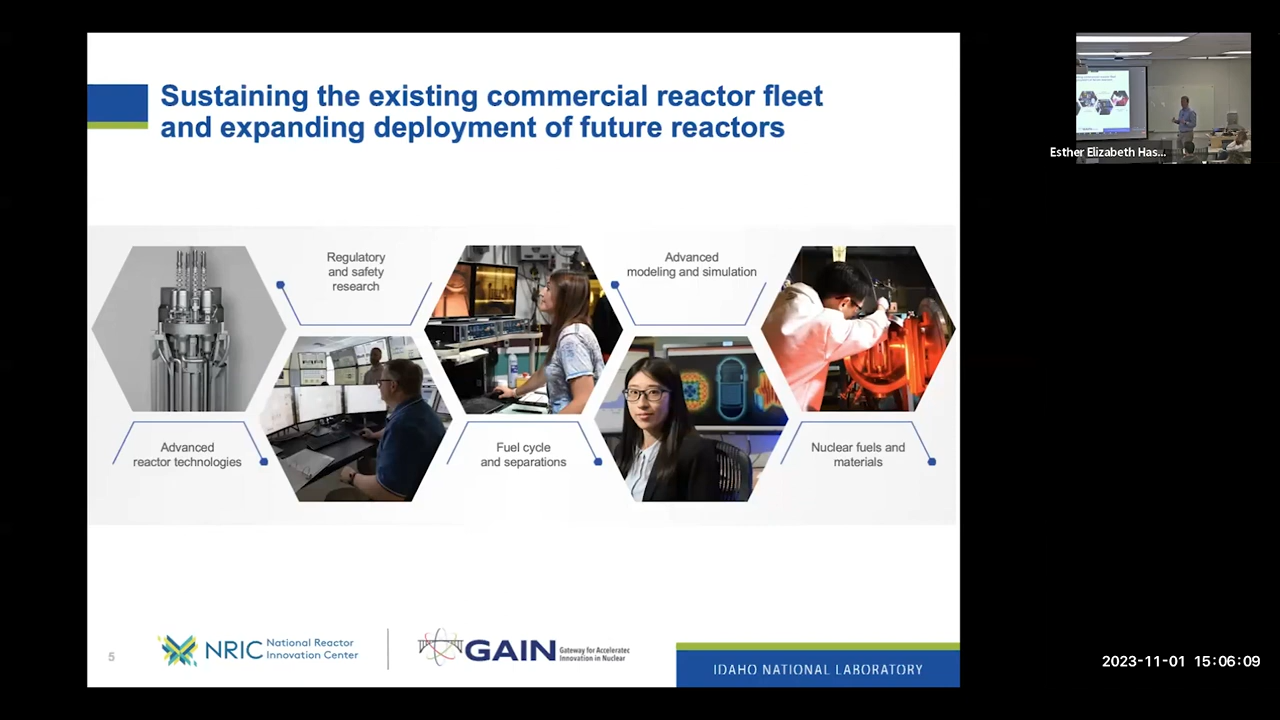 Sustaining the existing commercial reactor fleet
and expanding deployment of future reactors
Regulatory
and safety
research
Advanced
modeling and simulation
Advanced
reactor technologies
Fuel cycle
and separations
Nuclear fuels and
materials
5
NRIC
National Reactor
Innovation Center
GAIN
Gateway for Accelerated
Innovation in Nuclear
IDAHO NATIONAL LABORATORY
Esther Elizabeth Has...
2023-11-01 15:06:09